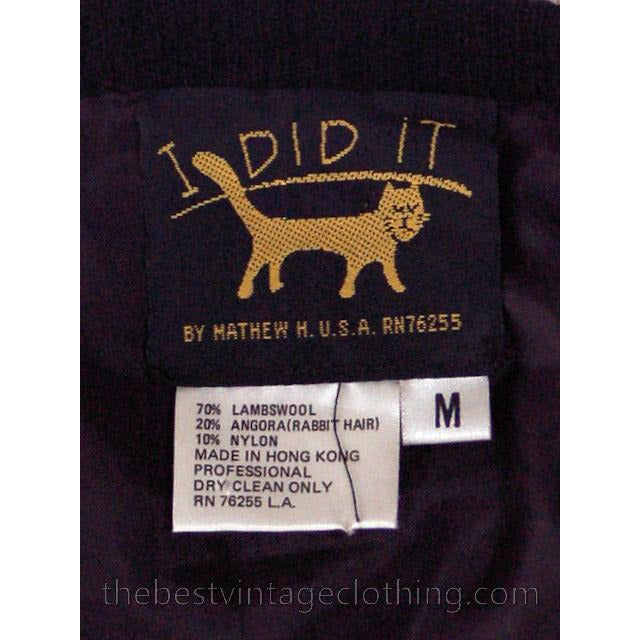 I DID IT
BY MATHEW H. U.S.A. RN76255
70% LAMBSWOOL
20% ANGORA(RABBIT HAIR)
10% NYLON
MADE IN HONG KONG
PROFESSIONAL
DRY CLEAN ONLY
RN 76255 L.A.
M
thebestvintageclothing.com